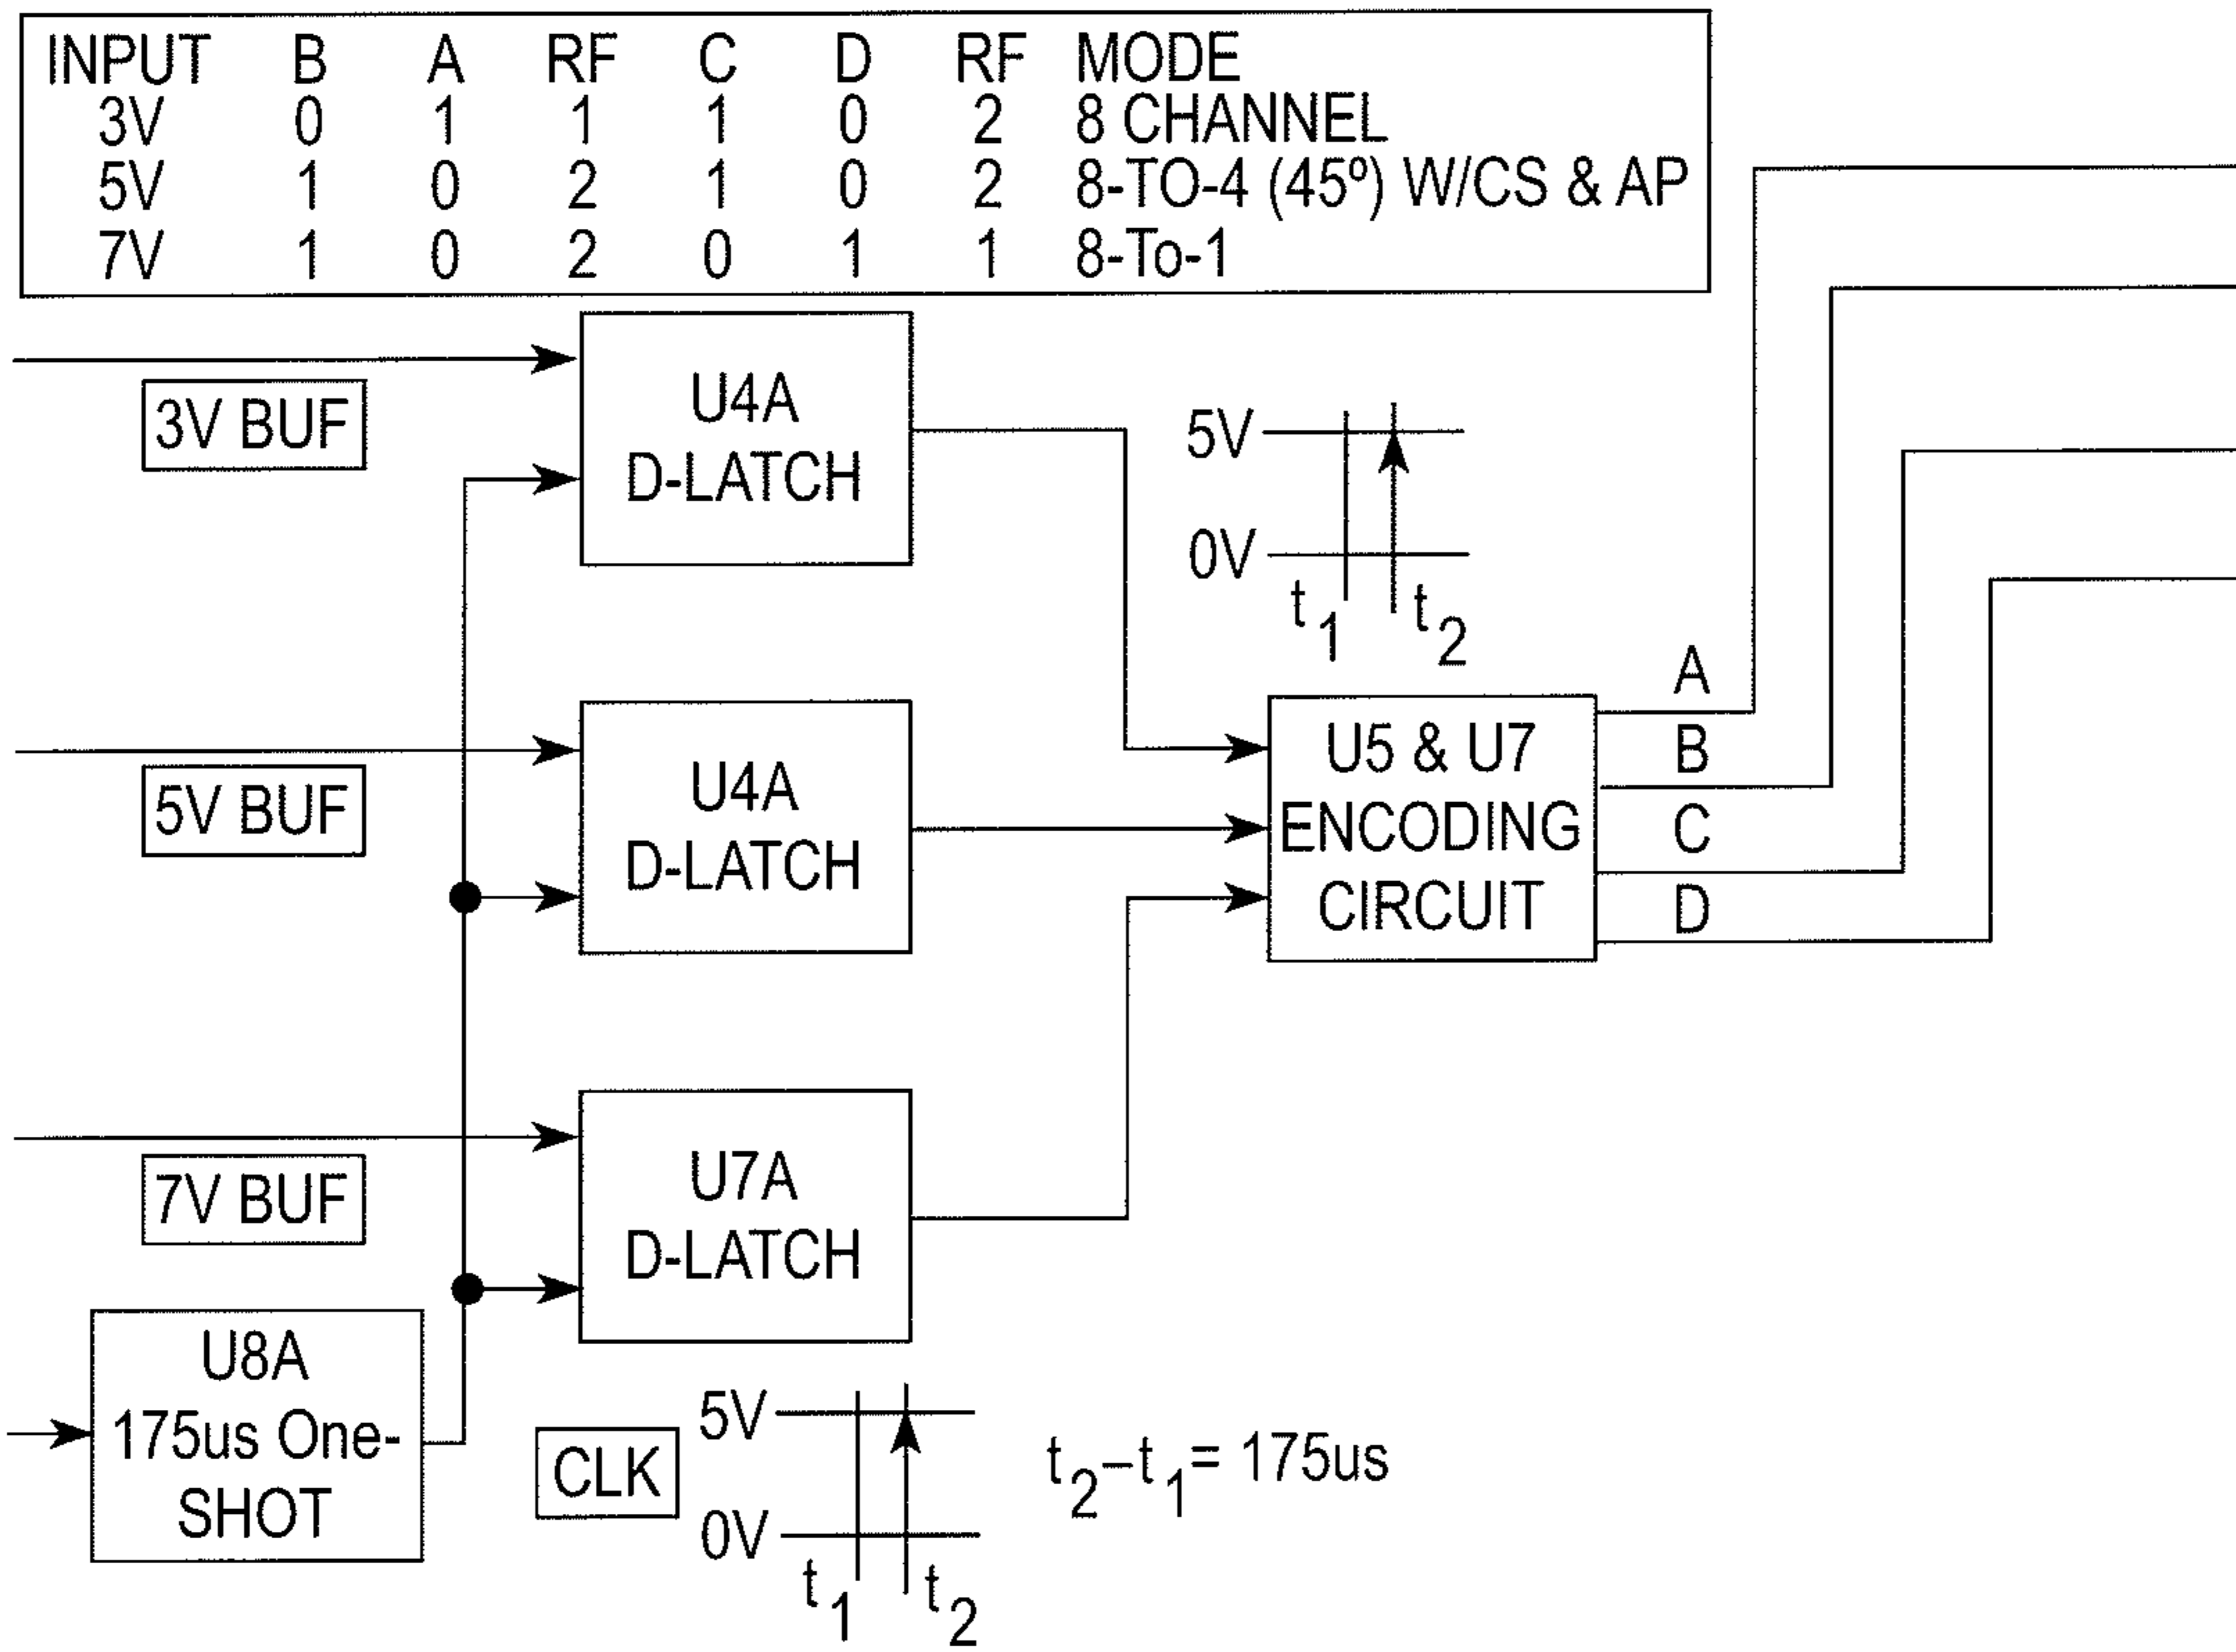 INPUT B A RF C D RF MODE
3V 0 1 1 1 0 2 8 CHANNEL
5V 1 0 2 1 0 2 8-TO-4 (45º) W/CS & AP
7V 1 0 2 0 1 1 8-To-1
3V BUF
U4A
D-LATCH
5V
0V
t1 t2
5V BUF
U4A
D-LATCH
U5 & U7
ENCODING
CIRCUIT
A
B
C
D
7V BUF
U7A
D-LATCH
U8A
175us One-
SHOT
CLK
5V
0V
t1 t2
t2–t1= 175us